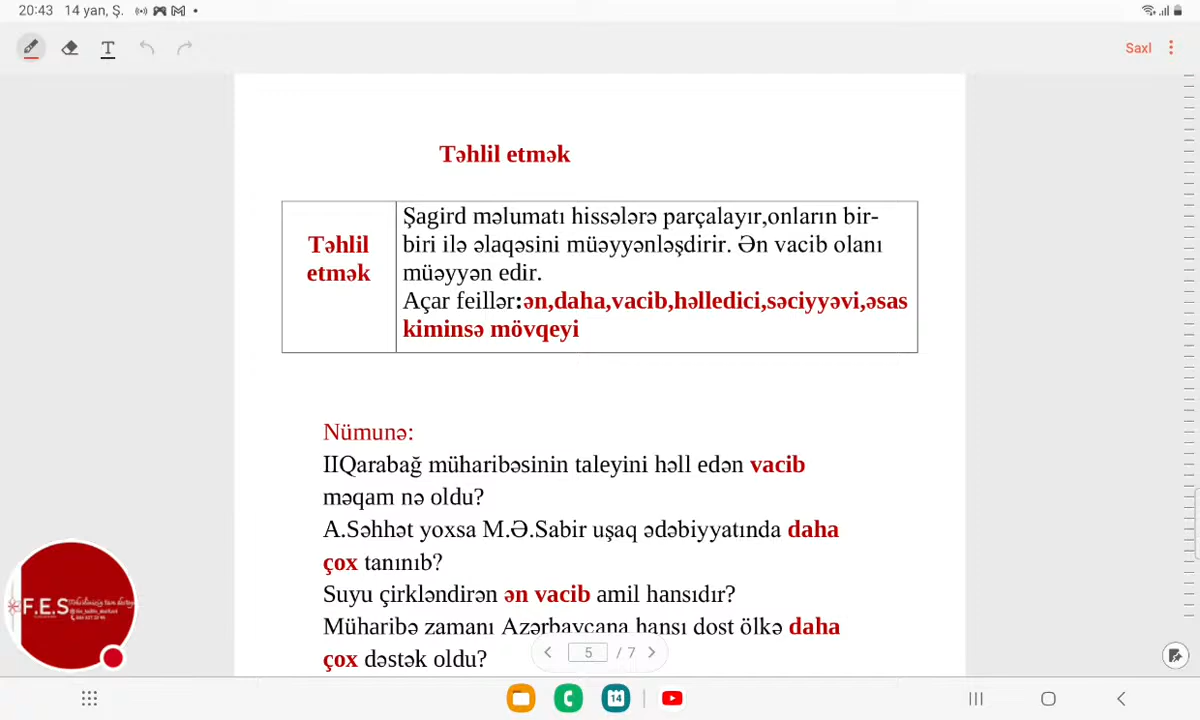 20:43 14 yan, Ş.
T
Saxl
Təhlil etmək
Təhlil
etmək
Şagird məlumatı hissələrə parçalayır,onların bir-
biri ilə əlaqəsini müəyyənləşdirir. Ən vacib olanı
müəyyən edir.
Açar feillər:ən,daha,vacib,həlledici,səciyyəvi,əsas
kiminsə mövqeyi
Nümunə:
IIQarabağ müharibəsinin taleyini həll edən vacib
məqam nə oldu?
A.Səhhət yoxsa M.Ə.Sabir uşaq ədəbiyyatında daha
çox tanınıb?
Suyu çirkləndirən ən vacib amil hansıdır?
Müharibə zamanı Azərbaycana hansı dost ölkə daha
çox dəstək oldu?
5 / 7
F.E.S
14